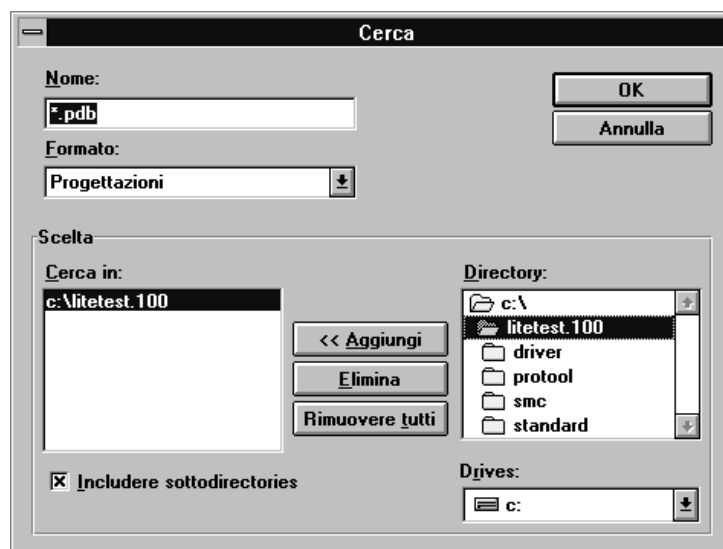 Cerca
Nome:
*.pdb
OK
Annulla
Formato:
Progettazioni
Scelta
Cerca in:
c:\litetest.100
<< Aggiungi
Elimina
Rimuovere tutti
Directory:
c:\
litetest.100
driver
protool
smc
standard
Includere sottodirectories
Drives:
c: